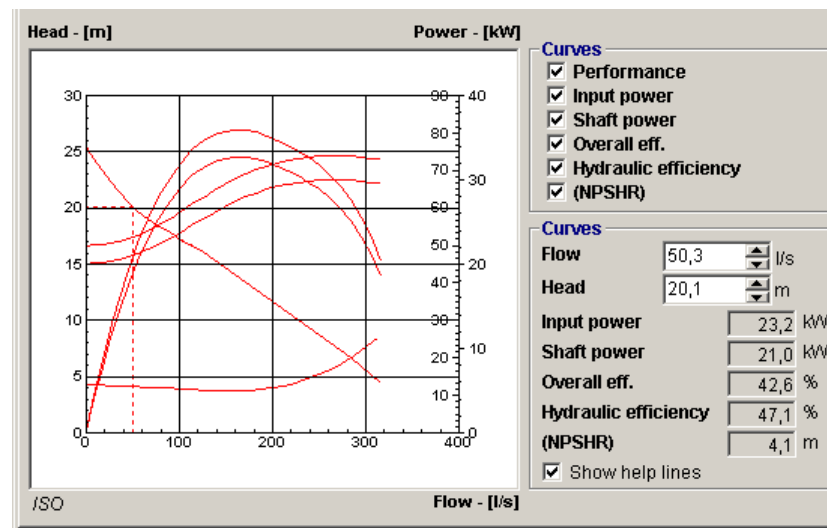 Head - [m]
Power - [kW]
30
25
20
15
10
5
0
0
100
200
300
400
90
80
70
60
50
40
30
20
10
40
30
20
10
0
ISO
Flow - [l/s]
Curves
Performance
Input power
Shaft power
Overall eff.
Hydraulic efficiency
(NPSHR)
Curves
Flow 50,3 l/s
Head 20,1 m
Input power 23,2 kW
Shaft power 21,0 kW
Overall eff. 42,6 %
Hydraulic efficiency 47,1 %
(NPSHR) 4,1 m
Show help lines